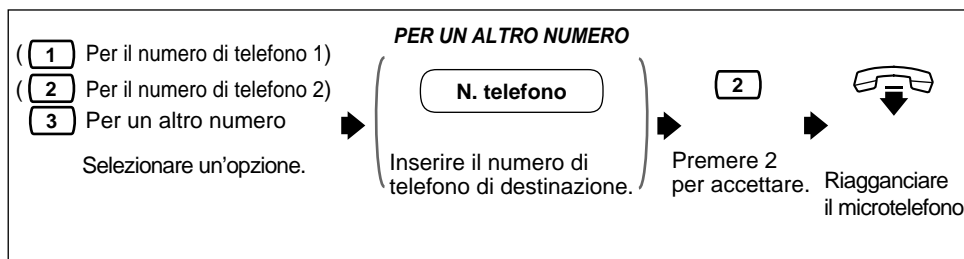 ( 1 Per il numero di telefono 1)
( 2 Per il numero di telefono 2)
3 Per un altro numero
Selezionare un'opzione.
PER UN ALTRO NUMERO
N. telefono
Inserire il numero di
telefono di destinazione.
2
Premere 2
per accettare.
Riagganciare
il microtelefono